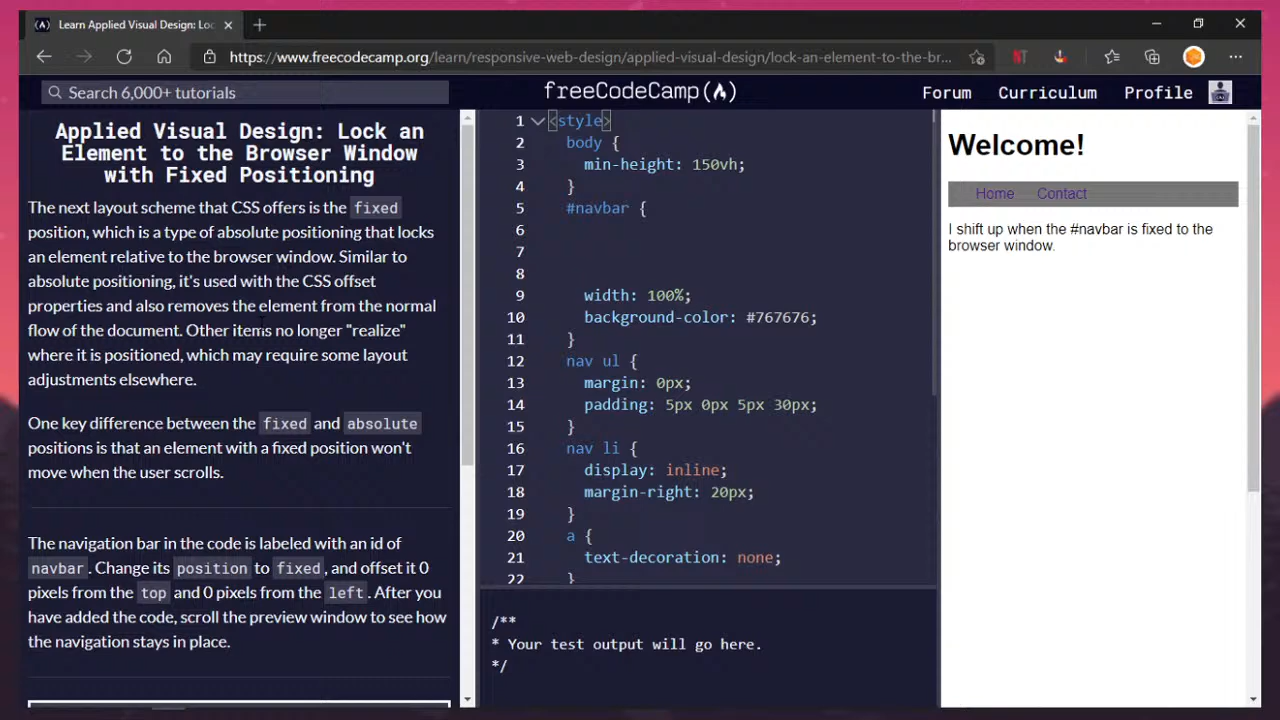 Learn Applied Visual Design: Loc
https://www.freecodecamp.org/learn/responsive-web-design/applied-visual-design/lock-an-element-to-the-br...
Search 6,000+ tutorials
freeCodeCamp
Forum
Curriculum
Profile
Applied Visual Design: Lock an
Element to the Browser Window
with Fixed Positioning
The next layout scheme that CSS offers is the fixed
position, which is a type of absolute positioning that locks
an element relative to the browser window. Similar to
absolute positioning, it's used with the CSS offset
properties and also removes the element from the normal
flow of the document. Other items no longer "realize"
where it is positioned, which may require some layout
adjustments elsewhere.
One key difference between the fixed and absolute
positions is that an element with a fixed position won't
move when the user scrolls.
The navigation bar in the code is labeled with an id of
navbar. Change its position to fixed, and offset it 0
pixels from the top and 0 pixels from the left. After you
have added the code, scroll the preview window to see how
the navigation stays in place.
1 <style>
2 body {
3 min-height: 150vh;
4 }
5 #navbar {
6
7
8
9 width: 100%;
10 background-color: #767676;
11 }
12 nav ul {
13 margin: 0px;
14 padding: 5px 0px 5px 30px;
15 }
16 nav li {
17 display: inline;
18 margin-right: 20px;
19 }
20 a {
21 text-decoration: none;
22 }
/**
* Your test output will go here.
*/
Welcome!
Home Contact
I shift up when the #navbar is fixed to the
browser window.